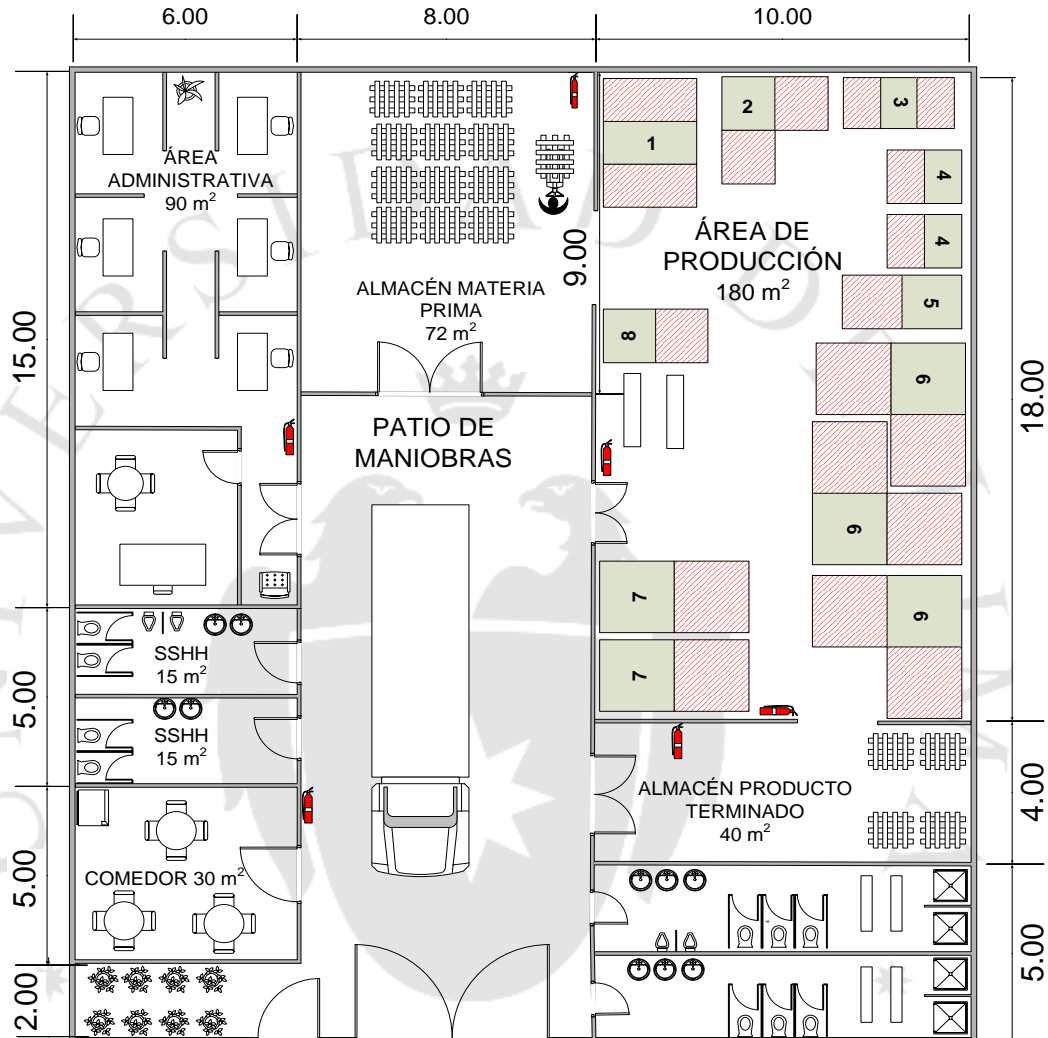 6.00
8.00
10.00
ÁREA
ADMINISTRATIVA
90 m²
ALMACÉN MATERIA
PRIMA
72 m²
9.00
1
2
3
4
4
5
6
6
6
7
7
8
ÁREA DE
PRODUCCIÓN
180 m²
15.00
18.00
PATIO DE
MANIOBRAS
SSHH
15 m²
SSHH
15 m²
5.00
ALMACÉN PRODUCTO
TERMINADO
40 m²
4.00
COMEDOR 30 m²
5.00
5.00
2.00